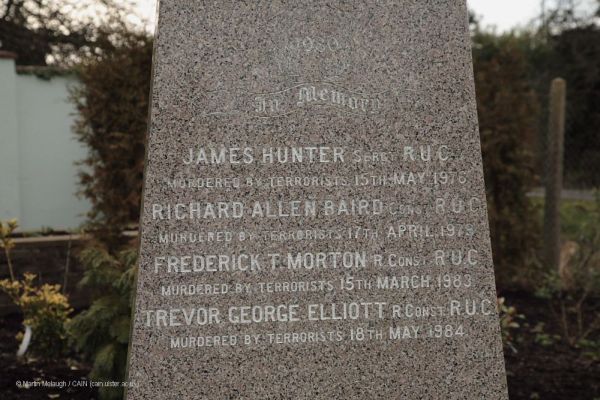 1980
In Memory
JAMES HUNTER SERGT. R.U.C.
MURDERED BY TERRORISTS 15TH MAY 1976
RICHARD ALLEN BAIRD CONST. R.U.C.
MURDERED BY TERRORISTS 17TH APRIL 1979
FREDERICK T. MORTON R. CONST. R.U.C.
MURDERED BY TERRORISTS 15TH MARCH 1983
TREVOR GEORGE ELLIOTT R. CONST. R.U.C.
MURDERED BY TERRORISTS 18TH MAY 1984
© Martin Melaugh / CAIN (cain.ulster.ac.uk)